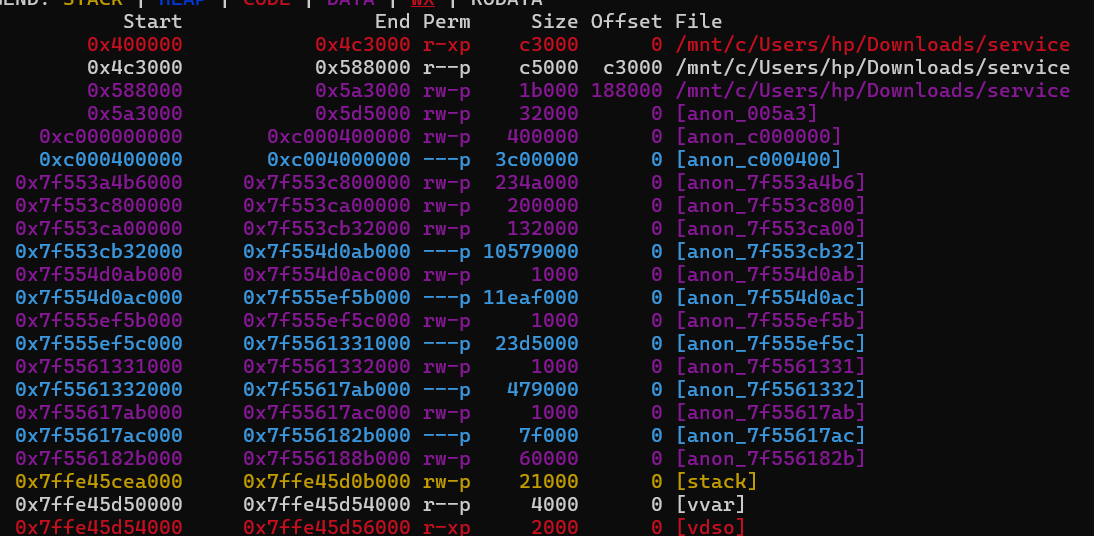 STACK | HEAP | CODE | DATA | WX | RODATA
Start End Perm Size Offset File
0x400000 0x4c3000 r-xp c3000 0 /mnt/c/Users/hp/Downloads/service
0x4c3000 0x588000 r--p c5000 c3000 /mnt/c/Users/hp/Downloads/service
0x588000 0x5a3000 rw-p 1b000 188000 /mnt/c/Users/hp/Downloads/service
0x5a3000 0x5d5000 rw-p 32000 0 [anon_005a3]
0xc000000000 0xc000400000 rw-p 400000 0 [anon_c000000]
0xc000400000 0xc004000000 ---p 3c00000 0 [anon_c000400]
0x7f553a4b6000 0x7f553c800000 rw-p 234a000 0 [anon_7f553a4b6]
0x7f553c800000 0x7f553ca00000 rw-p 200000 0 [anon_7f553c800]
0x7f553ca00000 0x7f553cb32000 rw-p 132000 0 [anon_7f553ca00]
0x7f553cb32000 0x7f554d0ab000 ---p 10579000 0 [anon_7f553cb32]
0x7f554d0ab000 0x7f554d0ac000 rw-p 1000 0 [anon_7f554d0ab]
0x7f554d0ac000 0x7f555ef5b000 ---p 11eaf000 0 [anon_7f554d0ac]
0x7f555ef5b000 0x7f555ef5c000 rw-p 1000 0 [anon_7f555ef5b]
0x7f555ef5c000 0x7f5561331000 ---p 23d5000 0 [anon_7f555ef5c]
0x7f5561331000 0x7f5561332000 rw-p 1000 0 [anon_7f5561331]
0x7f5561332000 0x7f55617ab000 ---p 479000 0 [anon_7f5561332]
0x7f55617ab000 0x7f55617ac000 rw-p 1000 0 [anon_7f55617ab]
0x7f55617ac000 0x7f556182b000 ---p 7f000 0 [anon_7f55617ac]
0x7f556182b000 0x7f556188b000 rw-p 60000 0 [anon_7f556182b]
0x7ffe45cea000 0x7ffe45d0b000 rw-p 21000 0 [stack]
0x7ffe45d50000 0x7ffe45d54000 r--p 4000 0 [vvar]
0x7ffe45d54000 0x7ffe45d56000 r-xp 2000 0 [vdso]